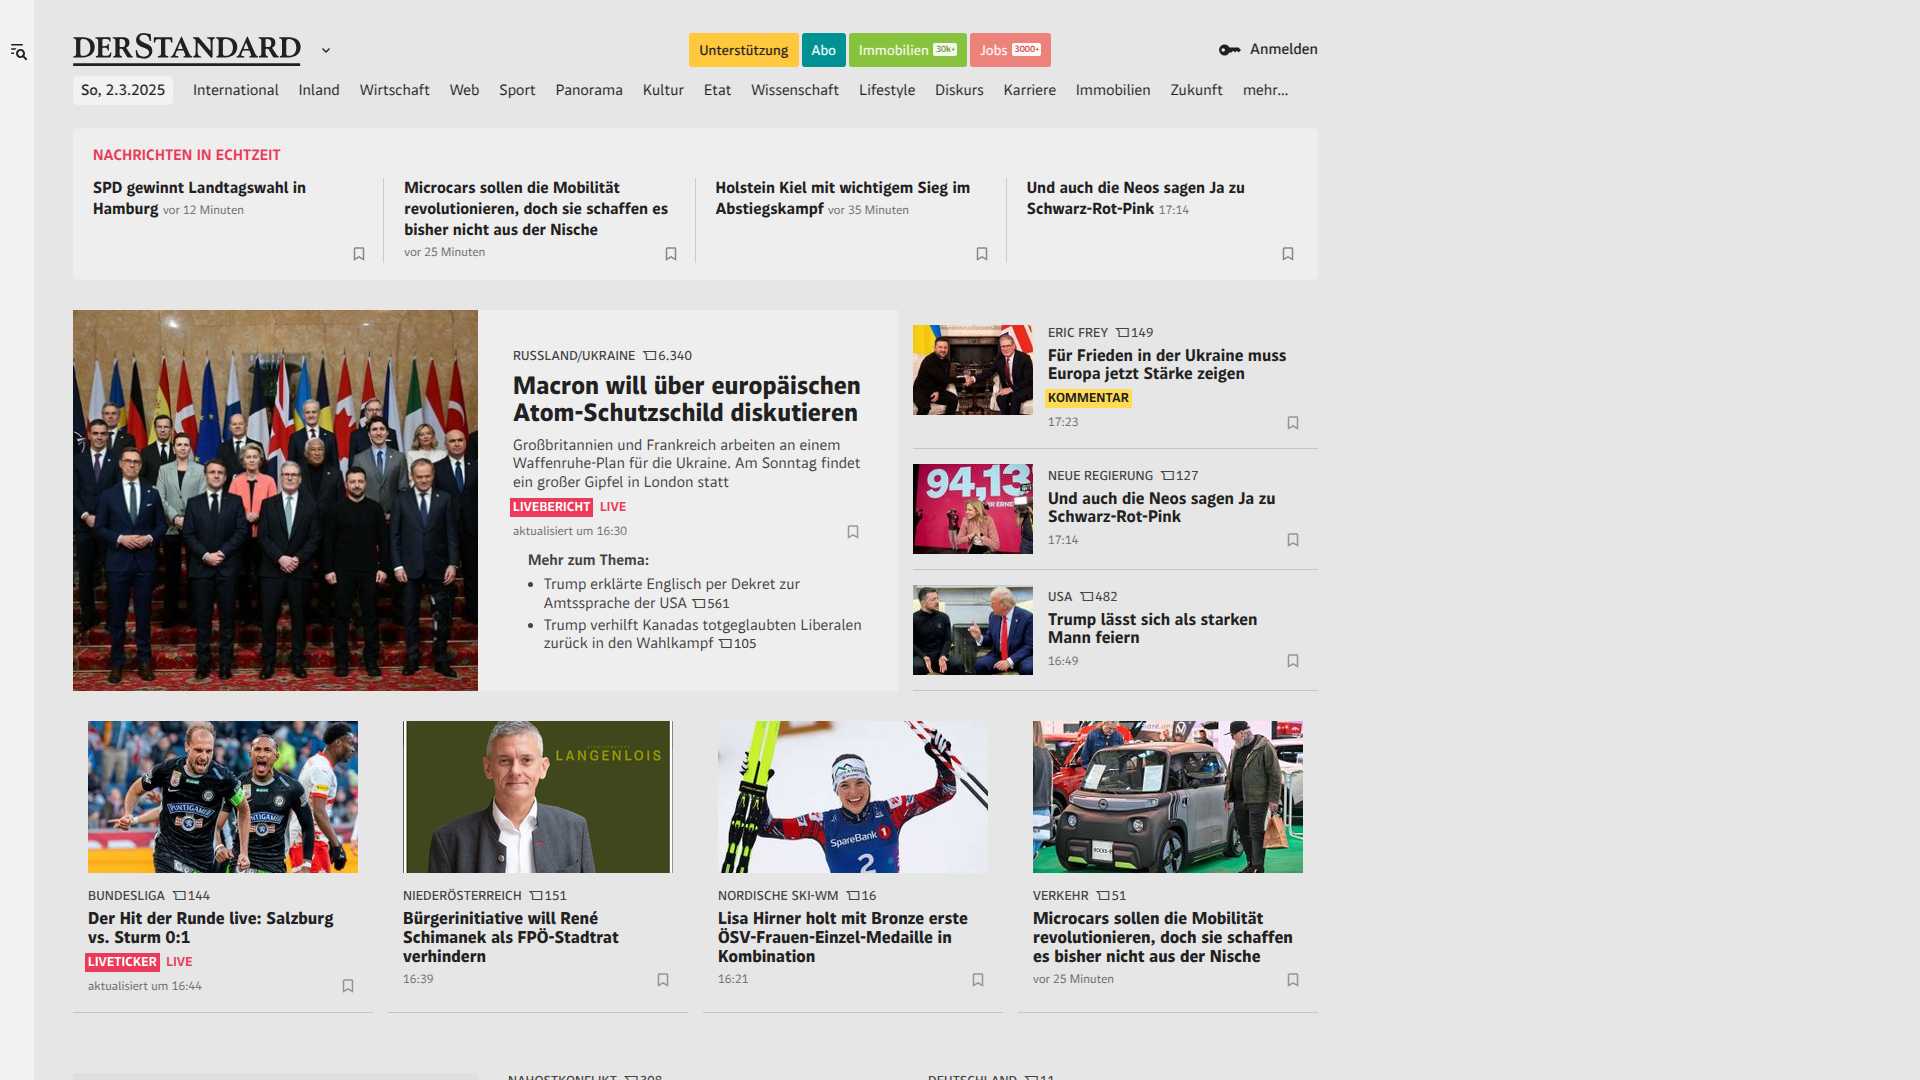 DERSTANDARD
Unterstützung
Abo
Immobilien 30k+
Jobs 3000+
Anmelden
So, 2.3.2025
International
Inland
Wirtschaft
Web
Sport
Panorama
Kultur
Etat
Wissenschaft
Lifestyle
Diskurs
Karriere
Immobilien
Zukunft
mehr...
NACHRICHTEN IN ECHTZEIT
SPD gewinnt Landtagswahl in
Hamburg vor 12 Minuten
Microcars sollen die Mobilität
revolutionieren, doch sie schaffen es
bisher nicht aus der Nische
vor 25 Minuten
Holstein Kiel mit wichtigem Sieg im
Abstiegskampf vor 35 Minuten
Und auch die Neos sagen Ja zu
Schwarz-Rot-Pink 17:14
RUSSLAND/UKRAINE 6.340
Macron will über europäischen
Atom-Schutzschild diskutieren
Großbritannien und Frankreich arbeiten an einem
Waffenruhe-Plan für die Ukraine. Am Sonntag findet
ein großer Gipfel in London statt
LIVEBERICHT LIVE
aktualisiert um 16:30
Mehr zum Thema:
• Trump erklärte Englisch per Dekret zur
Amtssprache der USA 561
• Trump verhilft Kanadas totgeglaubten Liberalen
zurück in den Wahlkampf 105
ERIC FREY 149
Für Frieden in der Ukraine muss
Europa jetzt Stärke zeigen
KOMMENTAR
17:23
94,13
NEUE REGIERUNG 127
Und auch die Neos sagen Ja zu
Schwarz-Rot-Pink
17:14
USA 482
Trump lässt sich als starken
Mann feiern
16:49
PUNTIGAMER
BUNDESLIGA 144
Der Hit der Runde live: Salzburg
vs. Sturm 0:1
LIVETICKER LIVE
aktualisiert um 16:44
LANGENLOIS
NIEDERÖSTERREICH 151
Bürgerinitiative will René
Schimanek als FPÖ-Stadtrat
verhindern
16:39
SpareBank 1
2
NORDISCHE SKI-WM 16
Lisa Hirner holt mit Bronze erste
ÖSV-Frauen-Einzel-Medaille in
Kombination
16:21
VERKEHR 51
Microcars sollen die Mobilität
revolutionieren, doch sie schaffen
es bisher nicht aus der Nische
vor 25 Minuten
NAHOSTKONFLIKT 308
DEUTSCHLAND 11